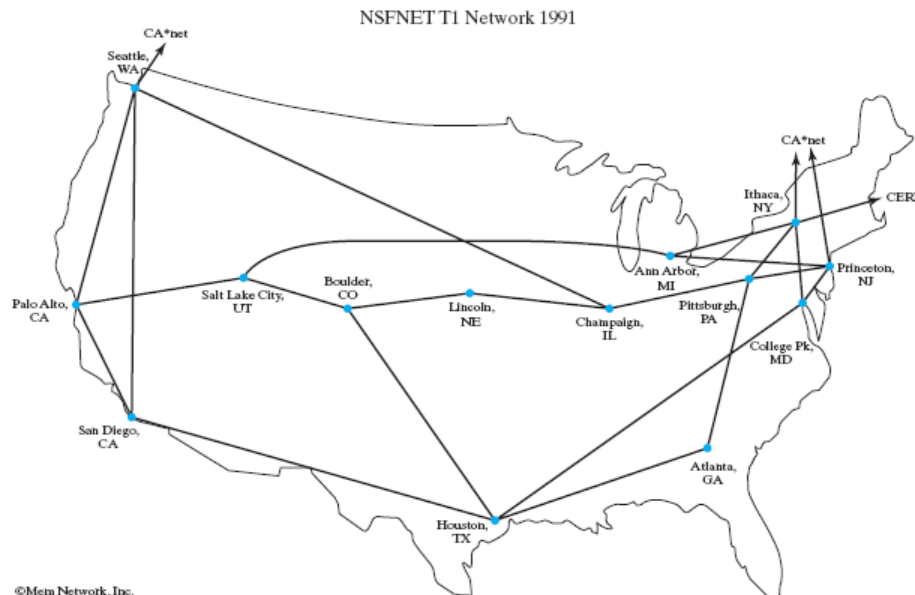 NSFNET T1 Network 1991
CA*net
Seattle,
WA
CA*net
Ithaca,
NY
CER
Ann Arbor,
MI
Princeton,
NJ
Salt Lake City,
UT
Boulder,
CO
Lincoln,
NE
Pittsburgh,
PA
Palo Alto,
CA
Champaign,
IL
College Pk,
MD
San Diego,
CA
Atlanta,
GA
Houston,
TX
©Mem Network, Inc.